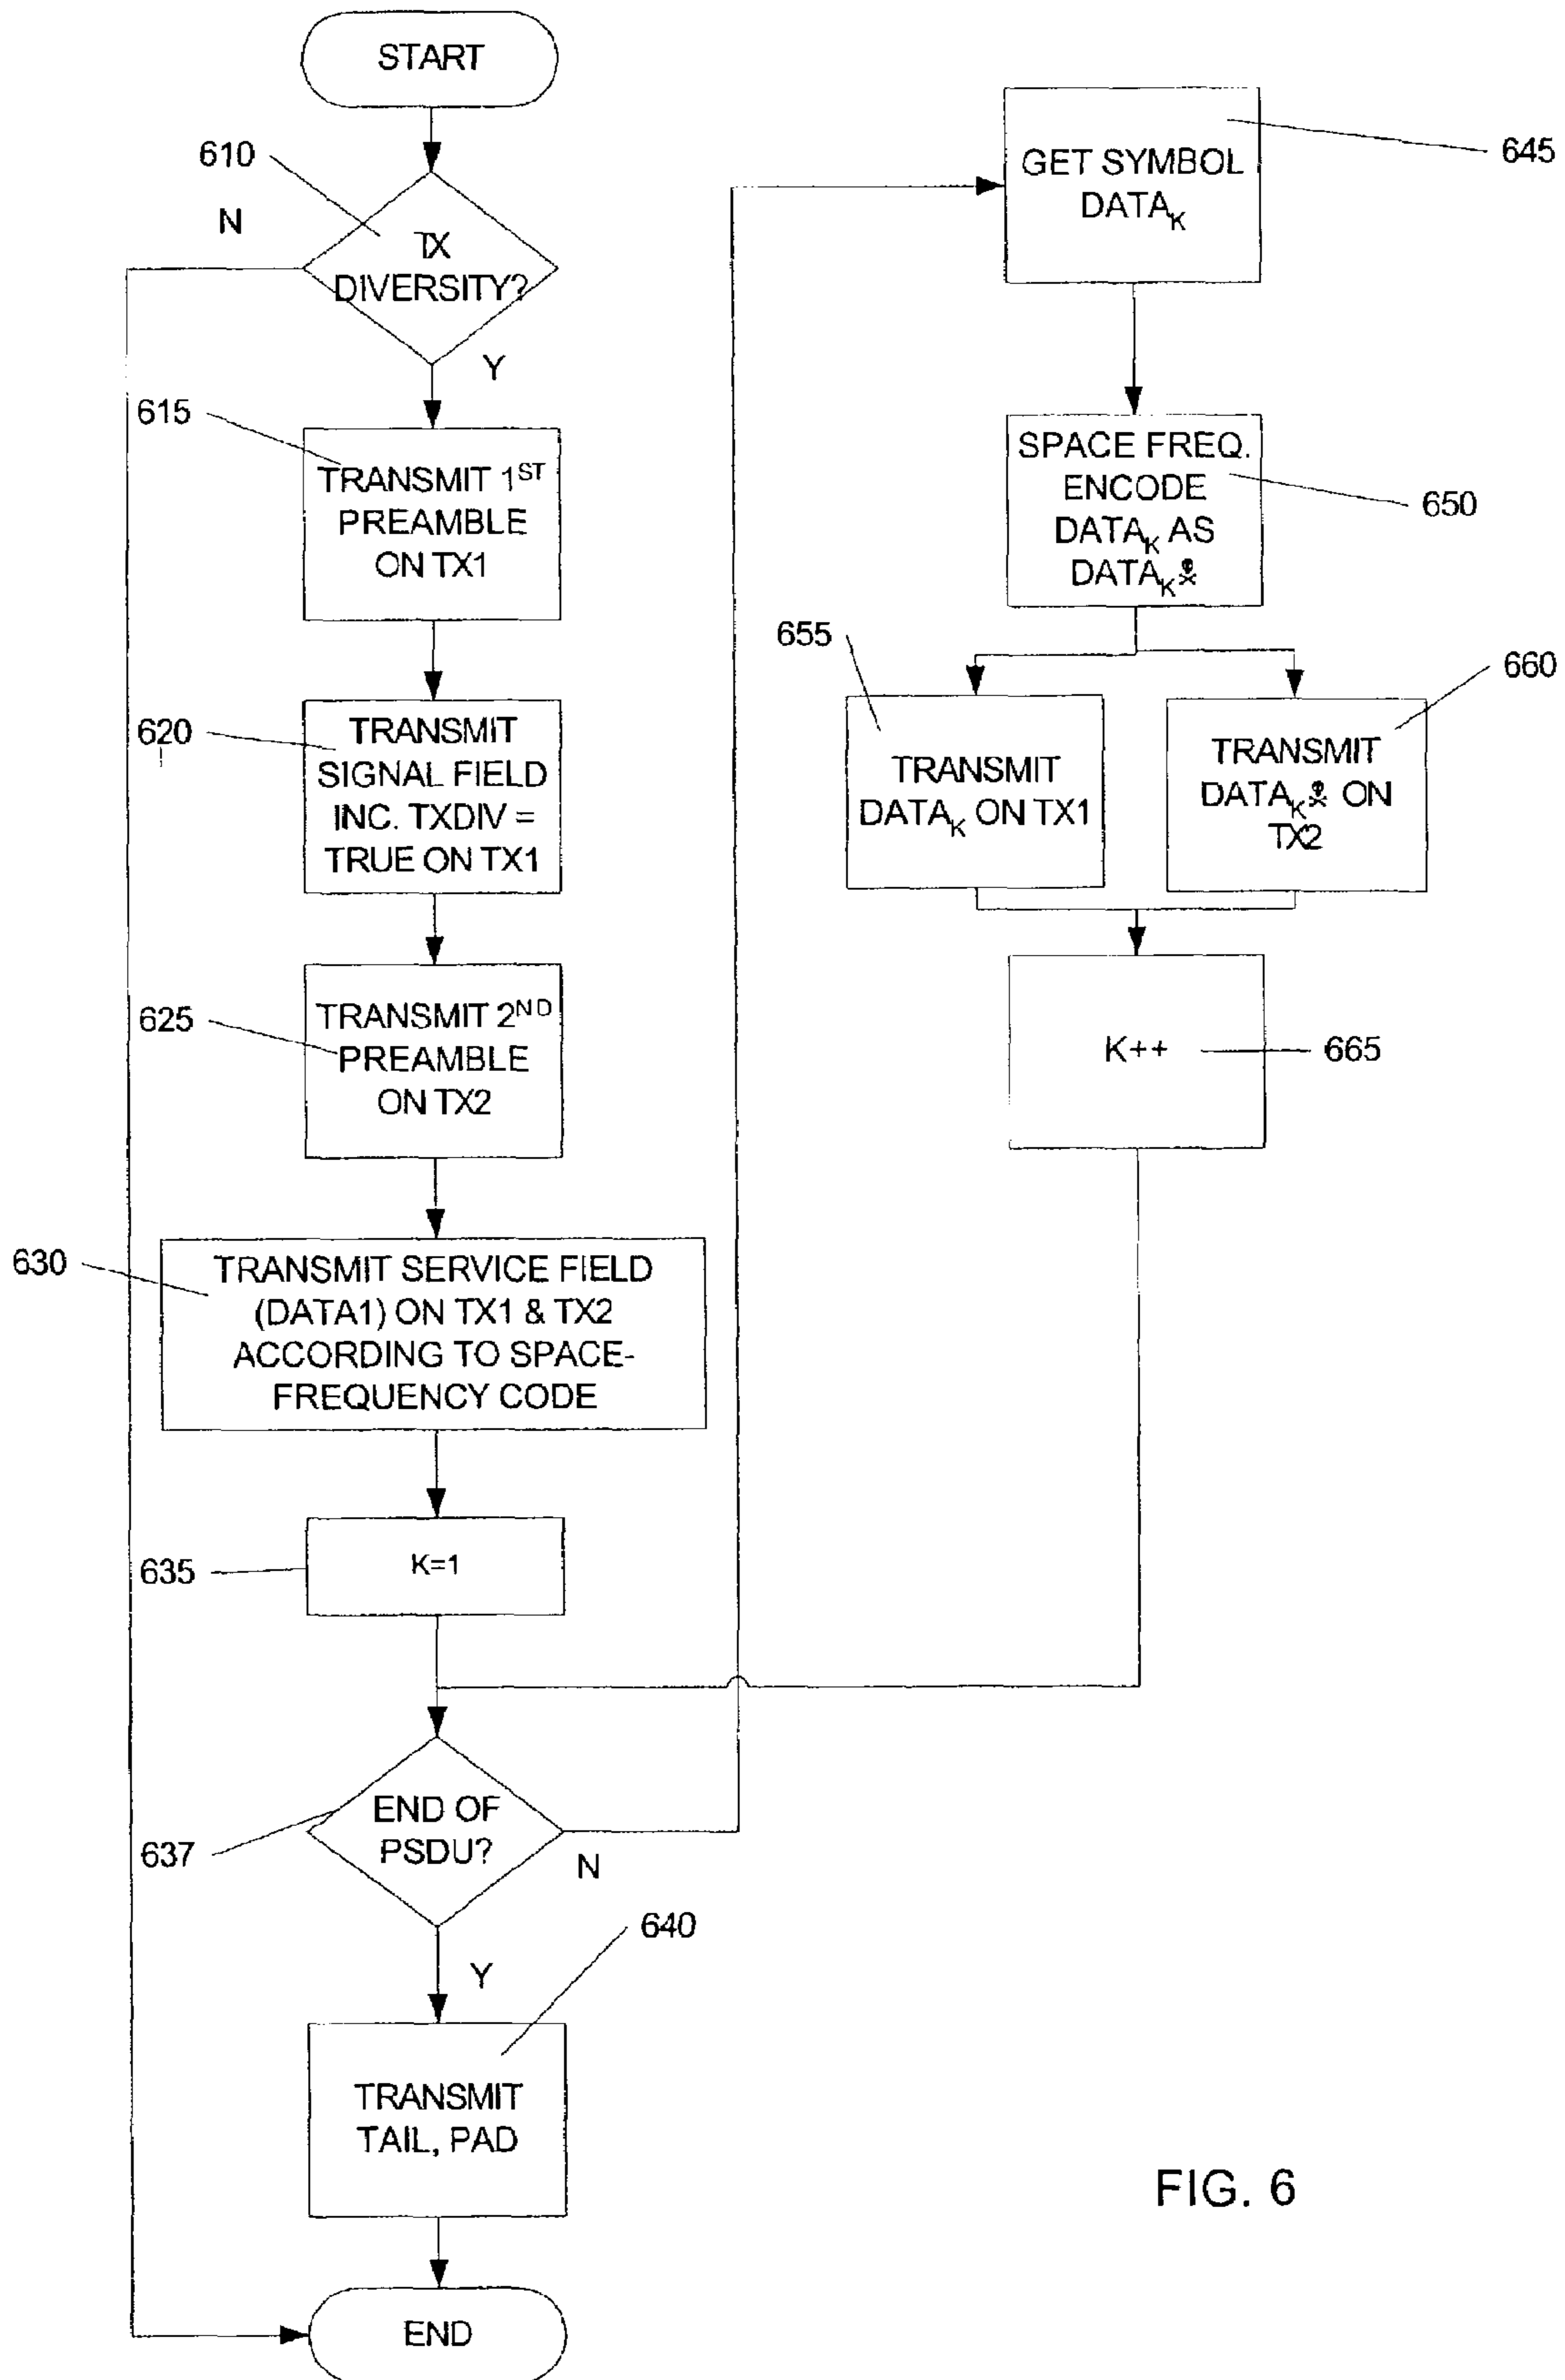 START
610
N
TX
DIVERSITY?
Y
615
TRANSMIT 1ST
PREAMBLE
ON TX1
620
TRANSMIT
SIGNAL FIELD
INC. TXDIV =
TRUE ON TX1
625
TRANSMIT 2ND
PREAMBLE
ON TX2
630
TRANSMIT SERVICE FIELD
(DATA1) ON TX1 & TX2
ACCORDING TO SPACE-
FREQUENCY CODE
635
K=1
637
END OF
PSDU?
N
Y
640
TRANSMIT
TAIL, PAD
END
645
GET SYMBOL
DATAK
650
SPACE FREQ.
ENCODE
DATAK AS
DATAK☠
655
TRANSMIT
DATAK ON TX1
660
TRANSMIT
DATAK☠ ON
TX2
K++
665
FIG. 6